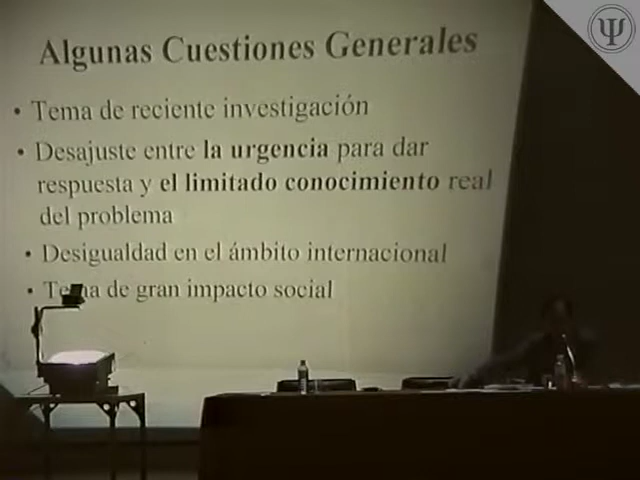 Algunas Cuestiones Generales
• Tema de reciente investigación
• Desajuste entre la urgencia para dar
respuesta y el limitado conocimiento real
del problema
• Desigualdad en el ámbito internacional
• Tema de gran impacto social
Ψ